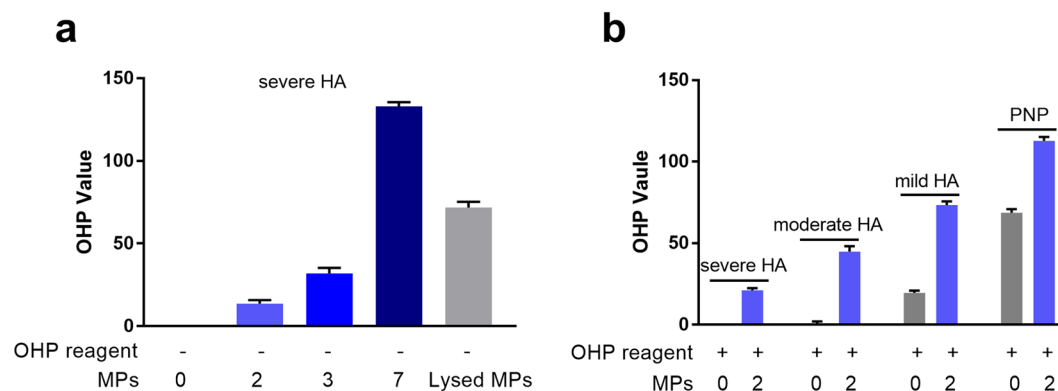 a
severe HA
OHP Value
150
100
50
0
OHP reagent - - - - -
MPs 0 2 3 7 Lysed MPs
b
OHP Vaule
150
100
50
0
severe HA
moderate HA
mild HA
PNP
OHP reagent + + + + + + + +
MPs 0 2 0 2 0 2 0 2